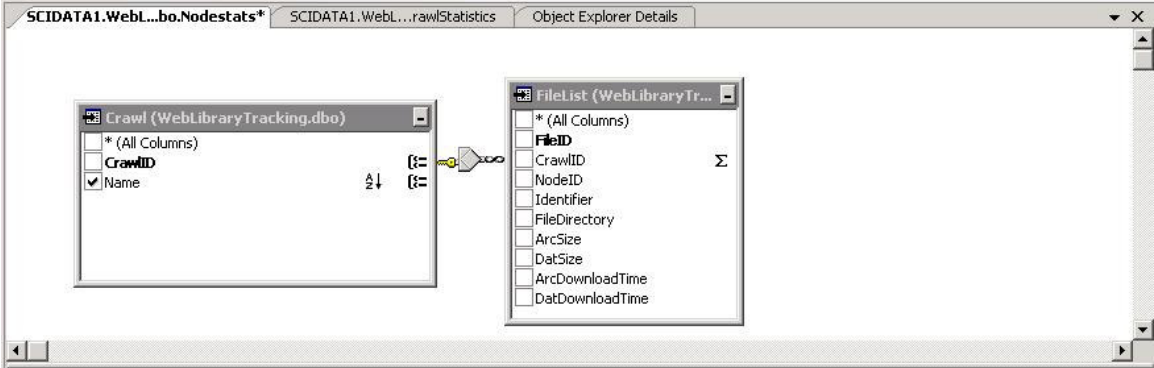 SCIDATA1.WebL...bo.Nodestats* SCIDATA1.WebL...rawlStatistics Object Explorer Details
Crawl (WebLibraryTracking.dbo)
* (All Columns)
CrawlID
Name
A
Z
FileList (WebLibraryTr...
* (All Columns)
FileID
CrawlID Σ
NodeID
Identifier
FileDirectory
ArcSize
DatSize
ArcDownloadTime
DatDownloadTime